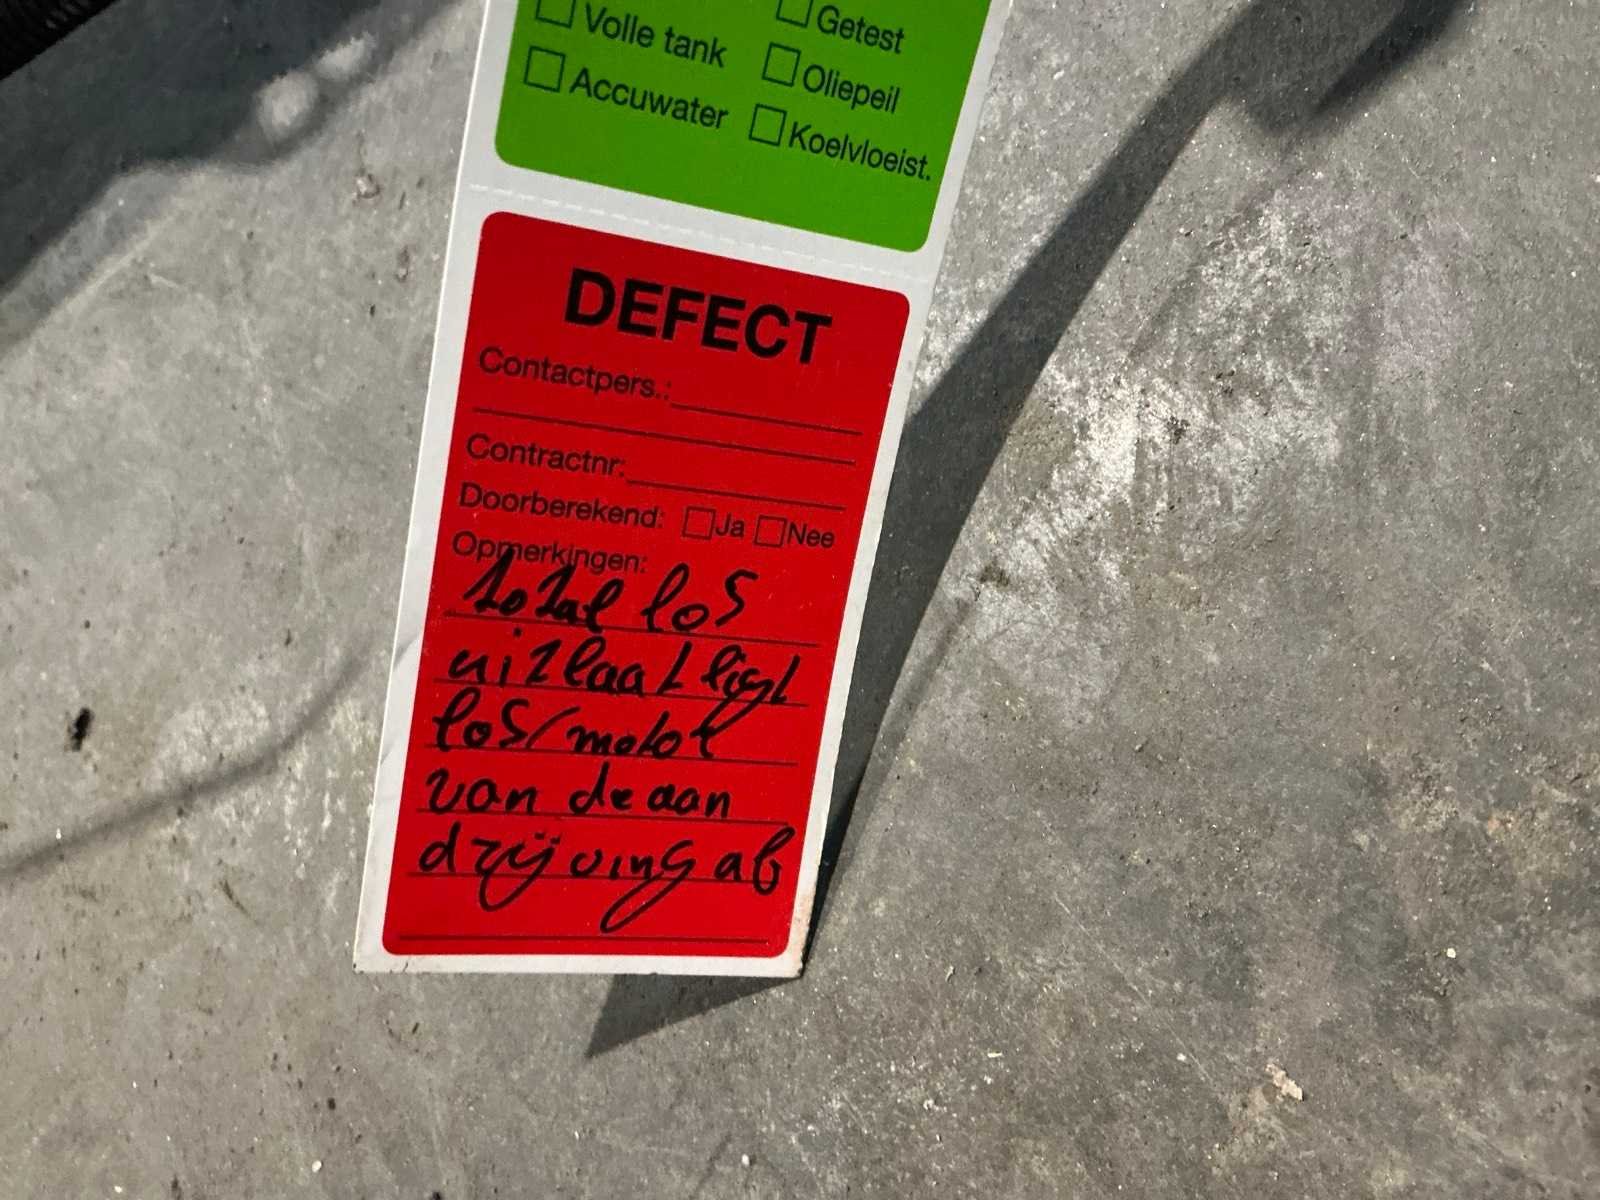 Volle tank
Getest
Accuwater
Oliepeil
Koelvloeist.
DEFECT
Contactpers.:
Contractnr:
Doorberekend: Ja Nee
Opmerkingen:
total los
uitlaat ligt
los/motor
van de aan
drijving af